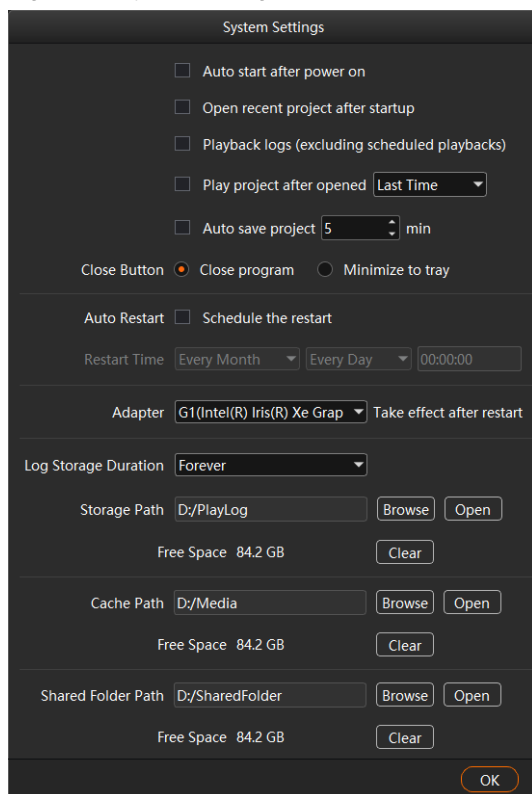 System Settings
Auto start after power on
Open recent project after startup
Playback logs (excluding scheduled playbacks)
Play project after opened Last Time
Auto save project 5 min
Close Button Close program Minimize to tray
Auto Restart Schedule the restart
Restart Time Every Month Every Day 00:00:00
Adapter G1(Intel(R) Iris(R) Xe Grap Take effect after restart
Log Storage Duration Forever
Storage Path D:/PlayLog Browse Open
Free Space 84.2 GB Clear
Cache Path D:/Media Browse Open
Free Space 84.2 GB Clear
Shared Folder Path D:/SharedFolder Browse Open
Free Space 84.2 GB Clear
OK